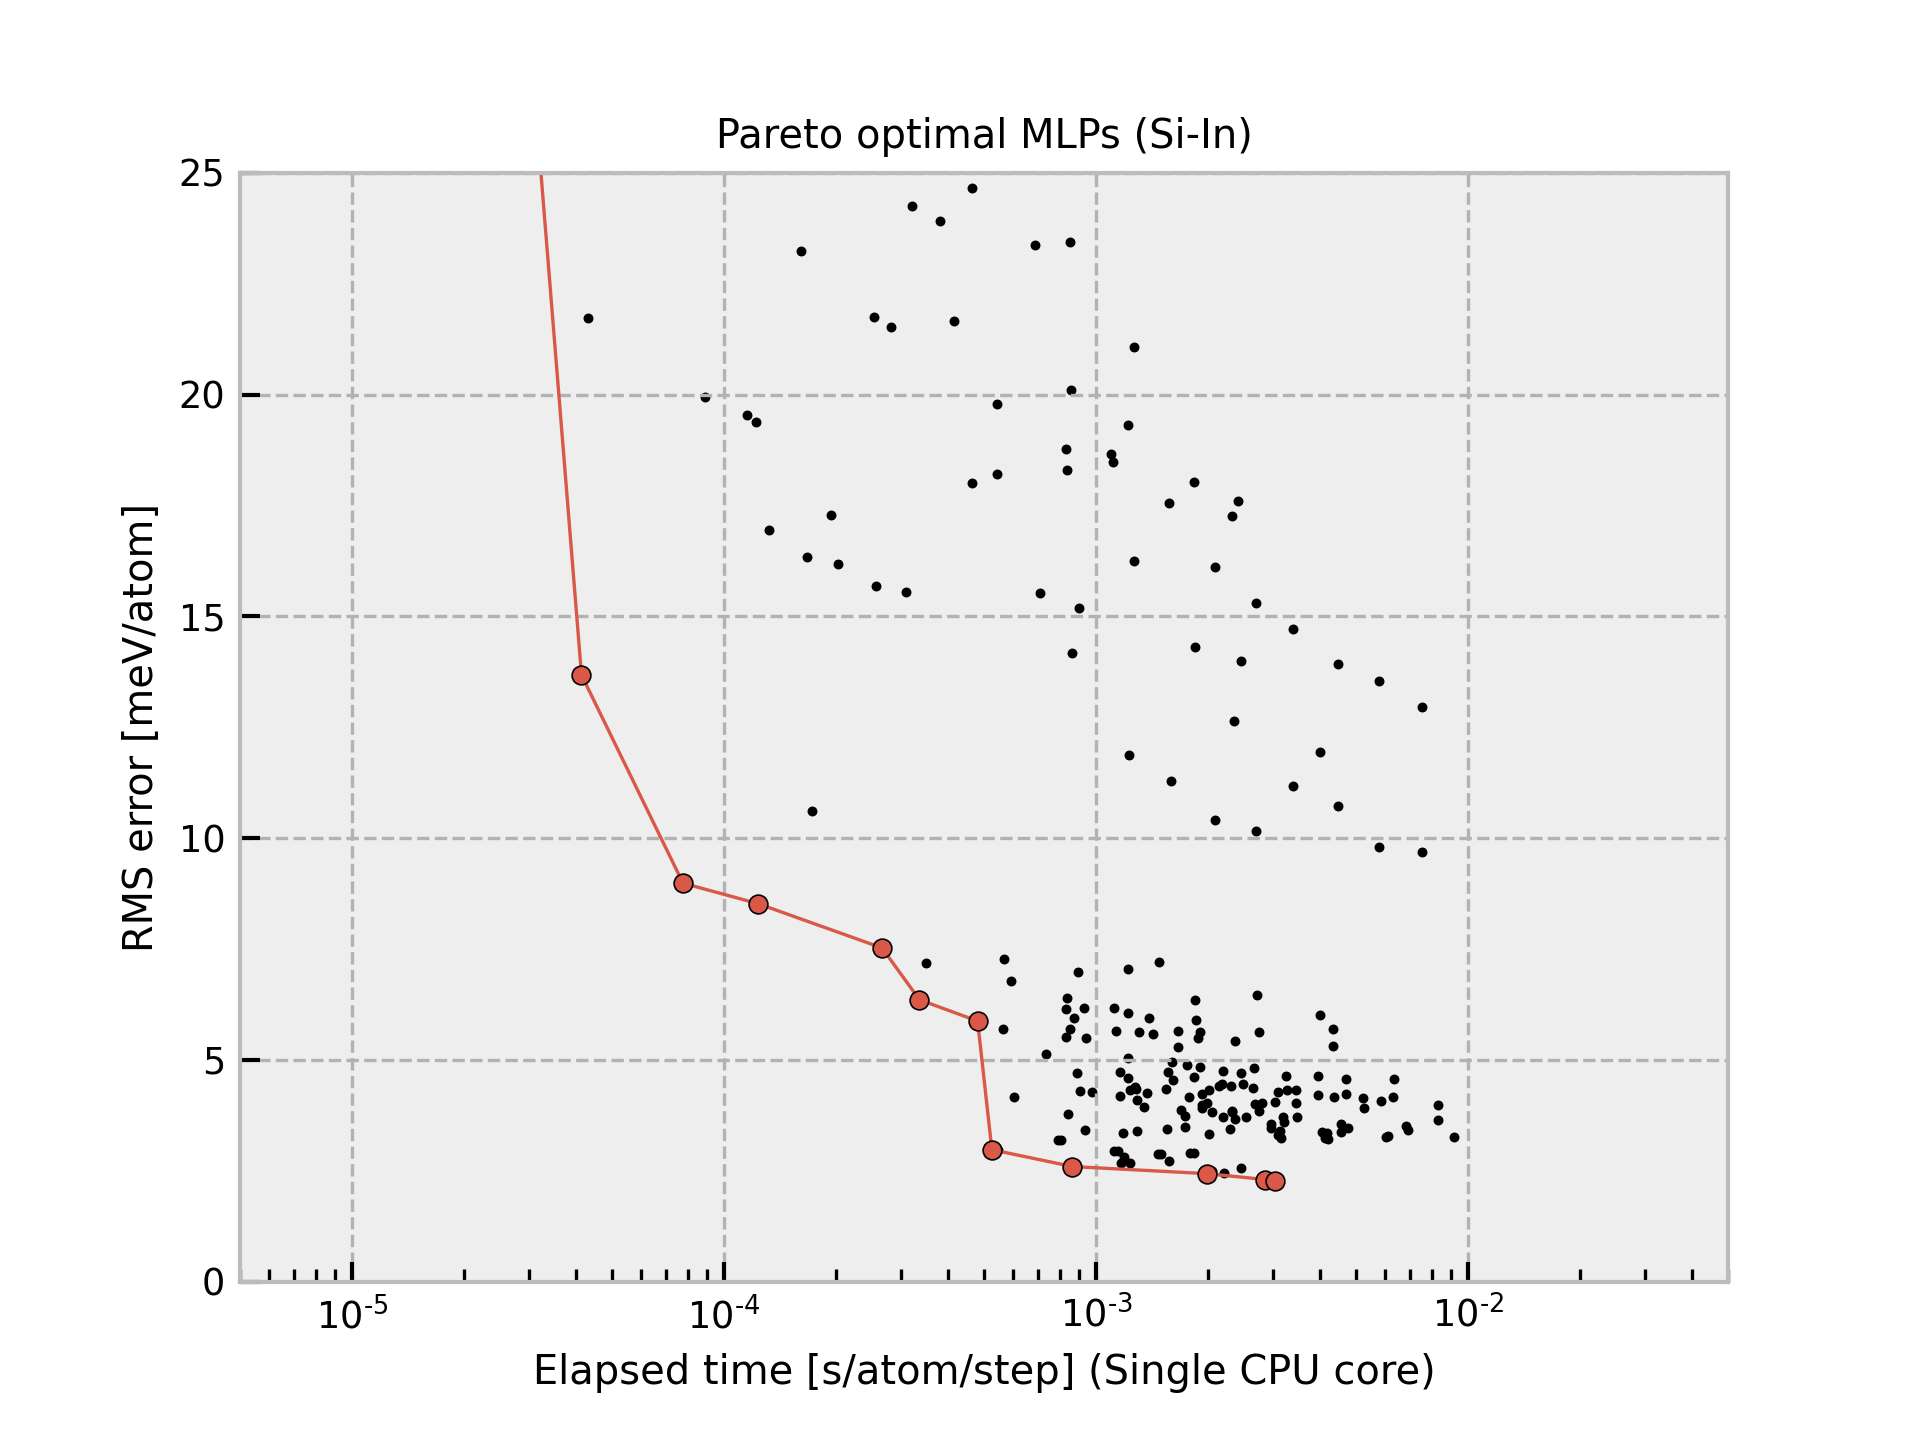 Pareto optimal MLPs (Si-In)
25
20
15
10
5
0
RMS error [meV/atom]
10⁻⁵ 10⁻⁴ 10⁻³ 10⁻²
Elapsed time [s/atom/step] (Single CPU core)